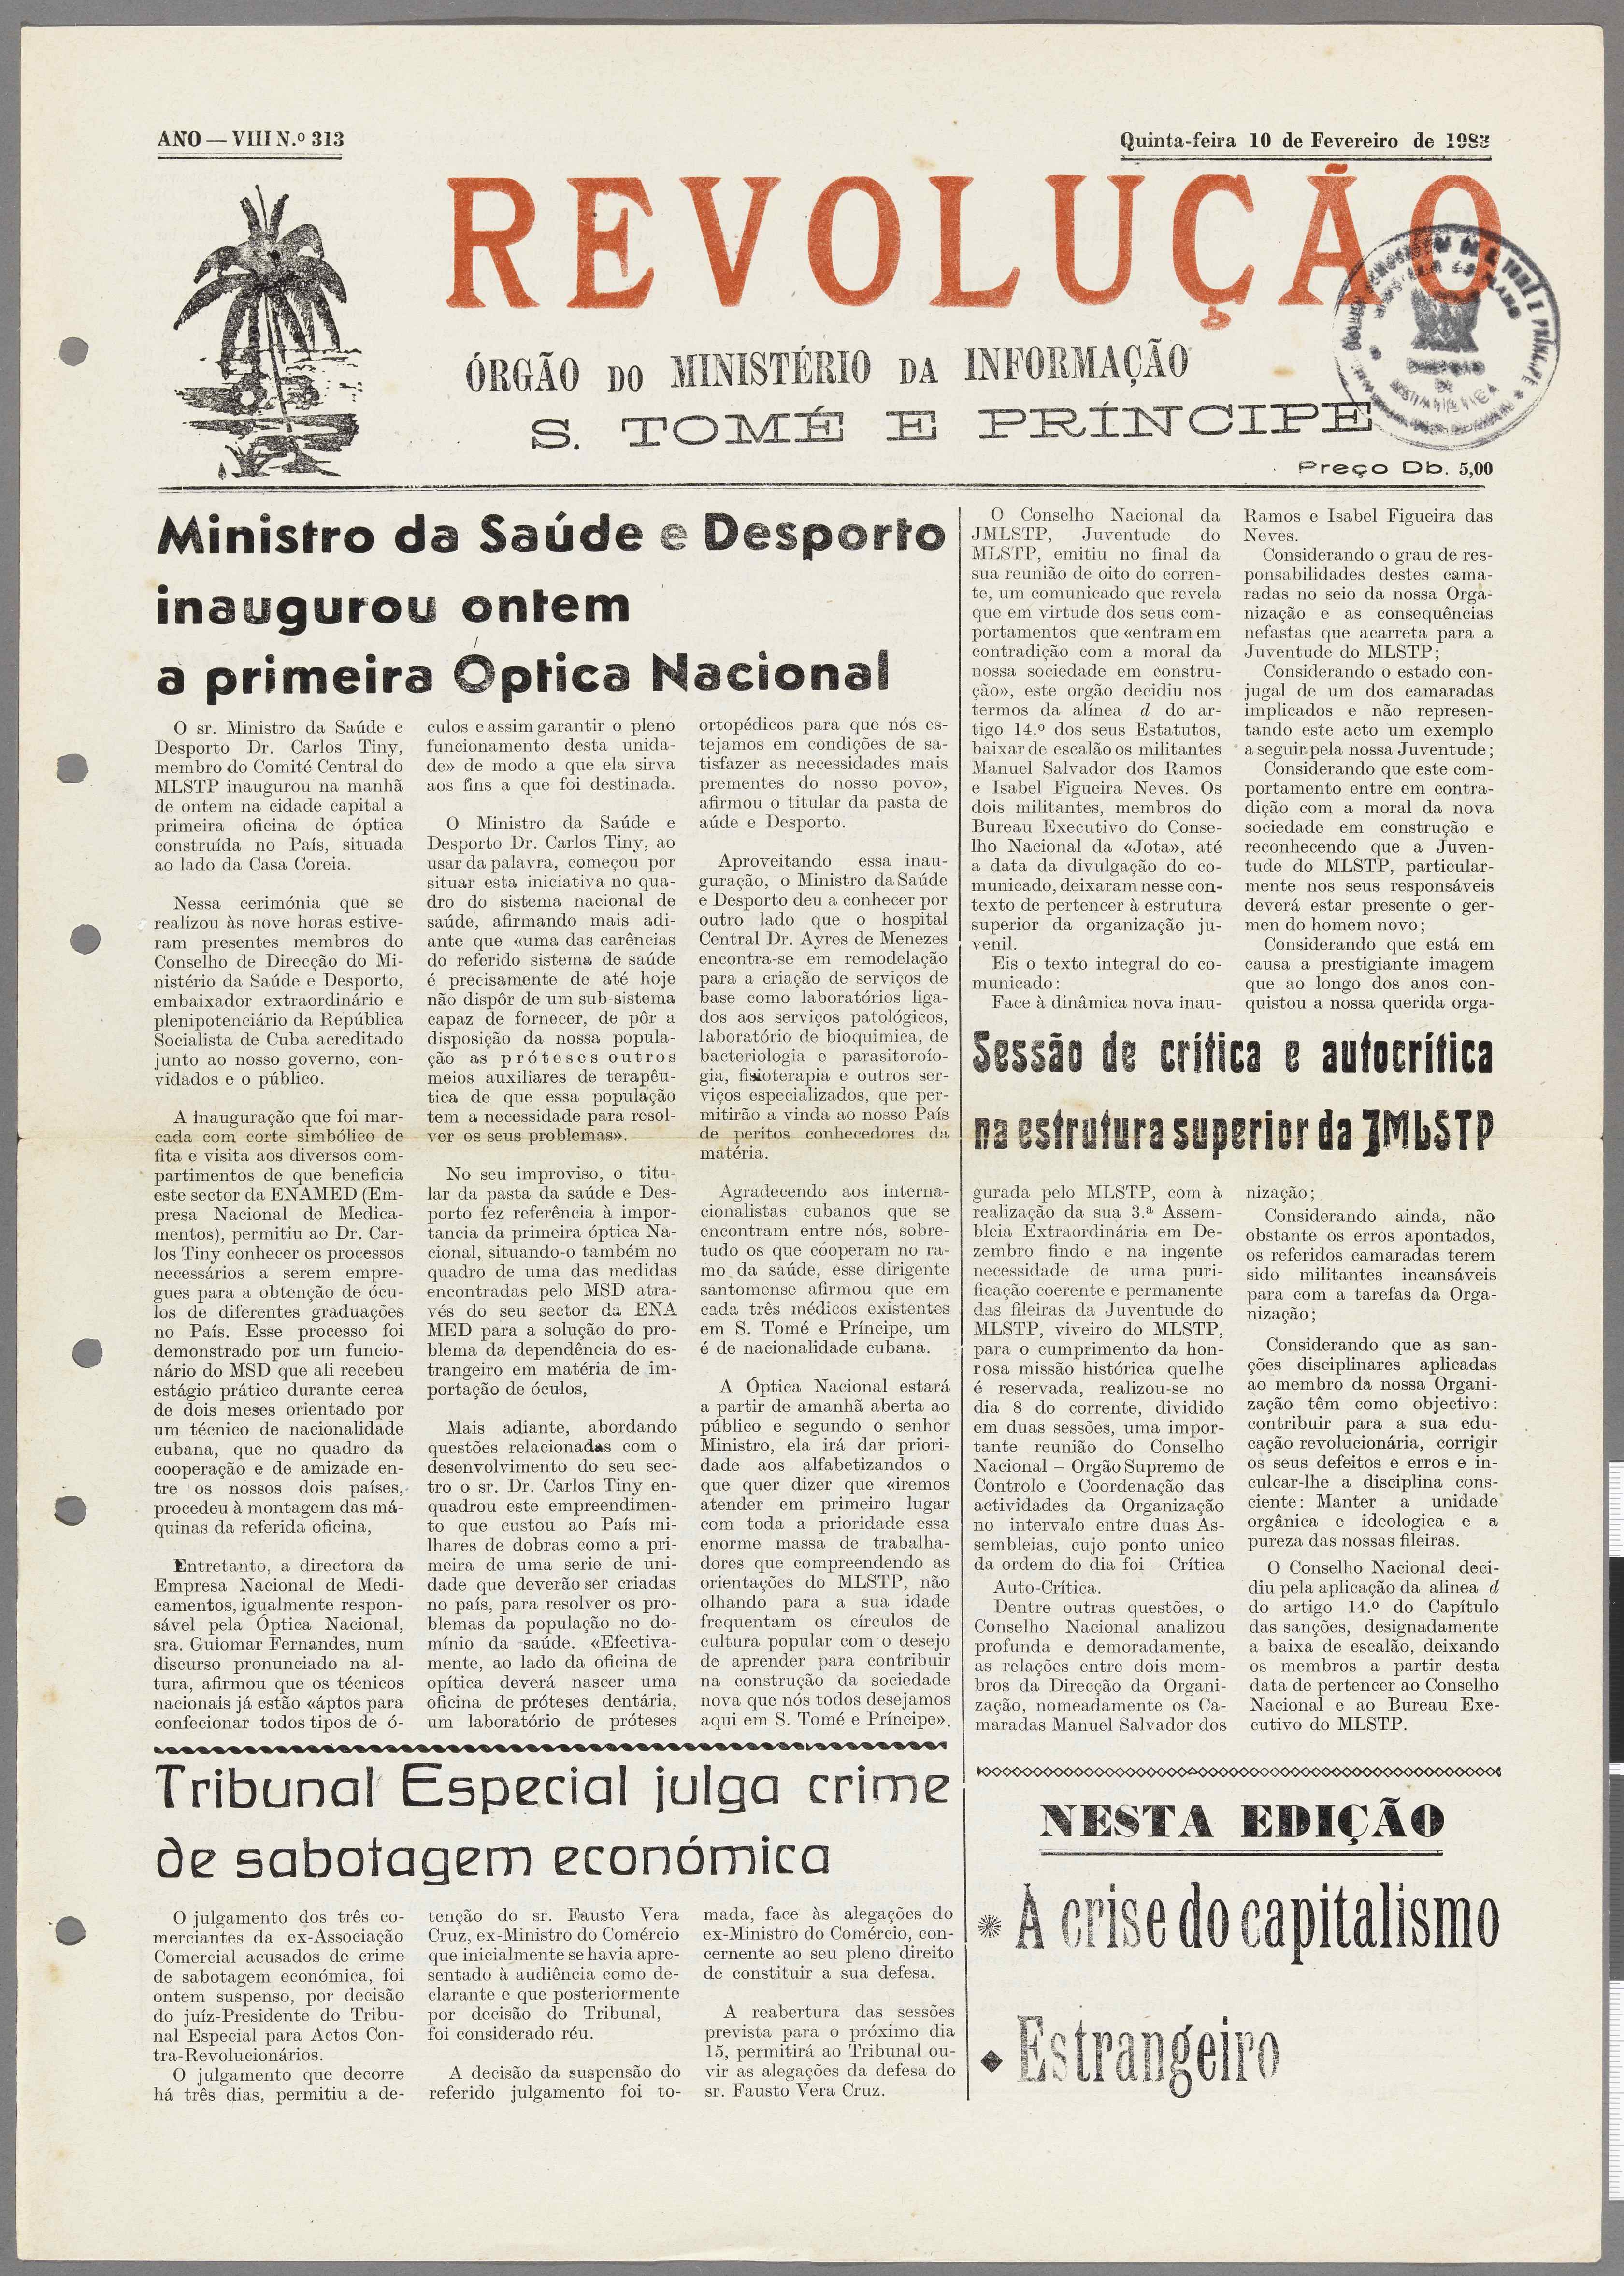 ANO — VIII N.º 313
Quinta-feira 10 de Fevereiro de 1983
REVOLUÇÃO
ÓRGÃO DO MINISTÉRIO DA INFORMAÇÃO
S. TOMÉ E PRÍNCIPE
Preço Db. 5,00
Ministro da Saúde e Desporto
inaugurou ontem
a primeira Óptica Nacional
O sr. Ministro da Saúde e
Desporto Dr. Carlos Tiny,
membro do Comité Central do
MLSTP inaugurou na manhã
de ontem na cidade capital a
primeira oficina de óptica
construída no País, situada
ao lado da Casa Coreia.
Nessa cerimónia que se
realizou às nove horas estive-
ram presentes membros do
Conselho de Direcção do Mi-
nistério da Saúde e Desporto,
embaixador extraordinário e
plenipotenciário da República
Socialista de Cuba acreditado
junto ao nosso governo, con-
vidados e o público.
A inauguração que foi mar-
cada com corte simbólico de
fita e visita aos diversos com-
partimentos de que beneficia
este sector da ENAMED (Em-
presa Nacional de Medica-
mentos), permitiu ao Dr. Car-
los Tiny conhecer os processos
necessários a serem empre-
gues para a obtenção de ócu-
los de diferentes graduações
no País. Esse processo foi
demonstrado por um funcio-
nário do MSD que ali recebeu
estágio prático durante cerca
de dois meses orientado por
um técnico de nacionalidade
cubana, que no quadro da
cooperação e de amizade en-
tre os nossos dois países,
procedeu à montagem das má-
quinas da referida oficina,
Entretanto, a directora da
Empresa Nacional de Medi-
camentos, igualmente respon-
sável pela Óptica Nacional,
sra. Guiomar Fernandes, num
discurso pronunciado na al-
tura, afirmou que os técnicos
nacionais já estão «áptos para
confecionar todos tipos de ó-
culos e assim garantir o pleno
funcionamento desta unida-
de» de modo a que ela sirva
aos fins a que foi destinada.
O Ministro da Saúde e
Desporto Dr. Carlos Tiny, ao
usar da palavra, começou por
situar esta iniciativa no qua-
dro do sistema nacional de
saúde, afirmando mais adi-
ante que «uma das carências
do referido sistema de saúde
é precisamente de até hoje
não dispôr de um sub-sistema
capaz de fornecer, de pôr a
disposição da nossa popula-
ção as próteses outros
meios auxiliares de terapêu-
tica de que essa população
tem a necessidade para resol-
ver os seus problemas».
No seu improviso, o titu-
lar da pasta da saúde e Des-
porto fez referência à impor-
tancia da primeira óptica Na-
cional, situando-o também no
quadro de uma das medidas
encontradas pelo MSD atra-
vés do seu sector da ENA
MED para a solução do pro-
blema da dependência do es-
trangeiro em matéria de im-
portação de óculos,
Mais adiante, abordando
questões relacionadas com o
desenvolvimento do seu sec-
tro o sr. Dr. Carlos Tiny en-
quadrou este empreendimen-
to que custou ao País mi-
lhares de dobras como a pri-
meira de uma serie de uni-
dade que deverão ser criadas
no país, para resolver os pro-
blemas da população no do-
mínio da saúde. «Efectiva-
mente, ao lado da oficina de
opítica deverá nascer uma
oficina de próteses dentária,
um laboratório de próteses
ortopédicos para que nós es-
tejamos em condições de sa-
tisfazer as necessidades mais
prementes do nosso povo»,
afirmou o titular da pasta de
aúde e Desporto.
Aproveitando essa inau-
guração, o Ministro da Saúde
e Desporto deu a conhecer por
outro lado que o hospital
Central Dr. Ayres de Menezes
encontra-se em remodelação
para a criação de serviços de
base como laboratórios liga-
dos aos serviços patológicos,
laboratório de bioquimica, de
bacteriologia e parasitoroío-
gia, fisioterapia e outros ser-
viços especializados, que per-
mitirão a vinda ao nosso País
de peritos conhecedores da
matéria.
Agradecendo aos interna-
cionalistas cubanos que se
encontram entre nós, sobre-
tudo os que cooperam no ra-
mo da saúde, esse dirigente
santomense afirmou que em
cada três médicos existentes
em S. Tomé e Príncipe, um
é de nacionalidade cubana.
A Óptica Nacional estará
a partir de amanhã aberta ao
público e segundo o senhor
Ministro, ela irá dar priori-
dade aos alfabetizandos o
que quer dizer que «iremos
atender em primeiro lugar
com toda a prioridade essa
enorme massa de trabalha-
dores que compreendendo as
orientações do MLSTP, não
olhando para a sua idade
frequentam os círculos de
cultura popular com o desejo
de aprender para contribuir
na construção da sociedade
nova que nós todos desejamos
aqui em S. Tomé e Príncipe».
O Conselho Nacional da
JMLSTP, Juventude do
MLSTP, emitiu no final da
sua reunião de oito do corren-
te, um comunicado que revela
que em virtude dos seus com-
portamentos que «entram em
contradição com a moral da
nossa sociedade em constru-
ção», este orgão decidiu nos
termos da alínea d do ar-
tigo 14.º dos seus Estatutos,
baixar de escalão os militantes
Manuel Salvador dos Ramos
e Isabel Figueira Neves. Os
dois militantes, membros do
Bureau Executivo do Conse-
lho Nacional da «Jota», até
a data da divulgação do co-
municado, deixaram nesse con-
texto de pertencer à estrutura
superior da organização ju-
venil.
Eis o texto integral do co-
municado:
Face à dinâmica nova inau-
Ramos e Isabel Figueira das
Neves.
Considerando o grau de res-
ponsabilidades destes cama-
radas no seio da nossa Orga-
nização e as consequências
nefastas que acarreta para a
Juventude do MLSTP;
Considerando o estado con-
jugal de um dos camaradas
implicados e não represen-
tando este acto um exemplo
a seguir pela nossa Juventude;
Considerando que este com-
portamento entre em contra-
dição com a moral da nova
sociedade em construção e
reconhecendo que a Juven-
tude do MLSTP, particular-
mente nos seus responsáveis
deverá estar presente o ger-
men do homem novo;
Considerando que está em
causa a prestigiante imagem
que ao longo dos anos con-
quistou a nossa querida orga-
Sessão de crítica e autocrítica
na estrutura superior da JMLSTP
gurada pelo MLSTP, com à
realização da sua 3.ª Assem-
bleia Extraordinária em De-
zembro findo e na ingente
necessidade de uma puri-
ficação coerente e permanente
das fileiras da Juventude do
MLSTP, viveiro do MLSTP,
para o cumprimento da hon-
rosa missão histórica que lhe
é reservada, realizou-se no
dia 8 do corrente, dividido
em duas sessões, uma impor-
tante reunião do Conselho
Nacional – Orgão Supremo de
Controlo e Coordenação das
actividades da Organização
no intervalo entre duas As-
sembleias, cujo ponto unico
da ordem do dia foi – Crítica
Auto-Crítica.
Dentre outras questões, o
Conselho Nacional analizou
profunda e demoradamente,
as relações entre dois mem-
bros da Direcção da Organi-
zação, nomeadamente os Ca-
maradas Manuel Salvador dos
nização;
Considerando ainda, não
obstante os erros apontados,
os referidos camaradas terem
sido militantes incansáveis
para com a tarefas da Orga-
nização;
Considerando que as san-
ções disciplinares aplicadas
ao membro da nossa Organi-
zação têm como objectivo:
contribuir para a sua edu-
cação revolucionária, corrigir
os seus defeitos e erros e in-
culcar-lhe a disciplina cons-
ciente: Manter a unidade
orgânica e ideologica e a
pureza das nossas fileiras.
O Conselho Nacional deci-
diu pela aplicação da alinea d
do artigo 14.º do Capítulo
das sanções, designadamente
a baixa de escalão, deixando
os membros a partir desta
data de pertencer ao Conselho
Nacional e ao Bureau Exe-
cutivo do MLSTP.
Tribunal Especial julga crime
de sabotagem económica
O julgamento dos três co-
merciantes da ex-Associação
Comercial acusados de crime
de sabotagem económica, foi
ontem suspenso, por decisão
do juíz-Presidente do Tribu-
nal Especial para Actos Con-
tra-Revolucionários.
O julgamento que decorre
há três dias, permitiu a de-
tenção do sr. Fausto Vera
Cruz, ex-Ministro do Comércio
que inicialmente se havia apre-
sentado à audiência como de-
clarante e que posteriormente
por decisão do Tribunal,
foi considerado réu.
A decisão da suspensão do
referido julgamento foi to-
mada, face às alegações do
ex-Ministro do Comércio, con-
cernente ao seu pleno direito
de constituir a sua defesa.
A reabertura das sessões
prevista para o próximo dia
15, permitirá ao Tribunal ou-
vir as alegações da defesa do
sr. Fausto Vera Cruz.
NESTA EDIÇÃO
A crise do capitalismo
Estrangeiro